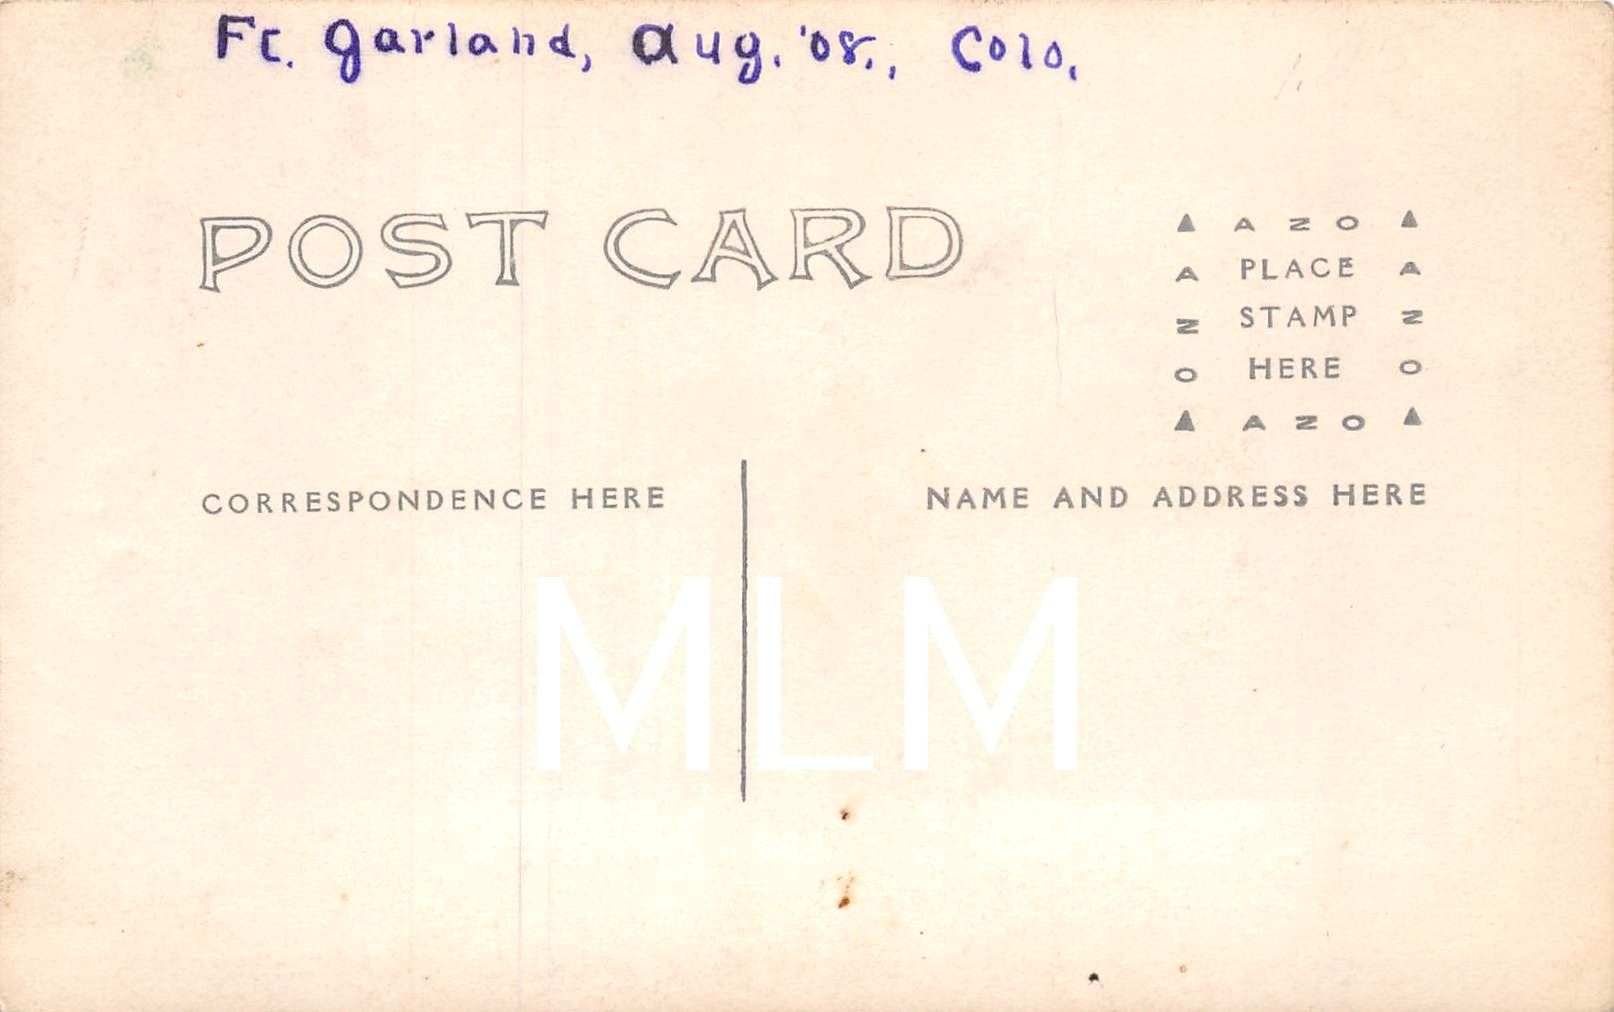 Ft. Garland, Aug. '08., Colo.
POST CARD
▲ AZO ▲
A PLACE A
N STAMP N
O HERE O
▲ AZO ▲
CORRESPONDENCE HERE
NAME AND ADDRESS HERE
MLM